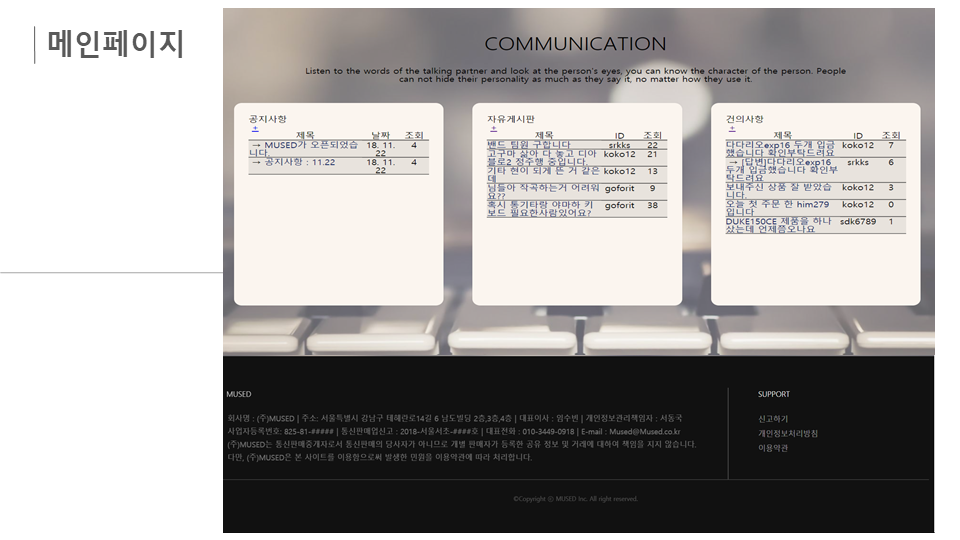 메인페이지
COMMUNICATION
Listen to the words of the talking partner and look at the person's eyes, you can know the character of the person. People
can not hide their personality as much as they say it, no matter how they use it.
공지사항
+
제목 날짜 조회
→ MUSED가 오픈되었습 18. 11. 4
니다. 22
→ 공지사항 : 11.22 18. 11. 4
22
자유게시판
+
제목 ID 조회
밴드 팀원 구합니다 srkks 22
고구마 삶아 다 놓고 디아 koko12 21
블로2 정주행 중입니다.
기타 현이 되게 든 거 같은 koko12 13
데
님들아 작곡하는거 어려워 goforit 9
요??
혹시 통기타랑 야마하 키 goforit 38
보드 필요한사람있어요?
건의사항
+
제목 ID 조회
다다리오exp16 두개 입금 koko12 7
했습니다 확인부탁드려요
→ [답변]다다리오exp16 srkks 6
두개 입금했습니다 확인부
탁드려요
보내주신 상품 잘 받았습 koko12 3
니다.
오늘 첫 주문 한 him279 koko12 0
입니다
DUKE150CE 제품을 하나 sdk6789 1
샀는데 언제쯤오나요
MUSED
회사명 : (주)MUSED | 주소: 서울특별시 강남구 테헤란로14길 6 남도빌딩 2층,3층,4층 | 대표이사 : 임수빈 | 개인정보관리책임자 : 서동국
사업자등록번호: 825-81-##### | 통신판매업신고 : 2018-서울서초-####호 | 대표전화 : 010-3449-0918 | E-mail : Mused@Mused.co.kr
(주)MUSED는 통신판매중개자로서 통신판매의 당사자가 아니므로 개별 판매자가 등록한 공유 정보 및 거래에 대하여 책임을 지지 않습니다.
다만, (주)MUSED은 본 사이트를 이용함으로써 발생한 민원을 이용약관에 따라 처리합니다.
SUPPORT
신고하기
개인정보처리방침
이용약관
©Copyright ⓒ MUSED Inc. All right reserved.